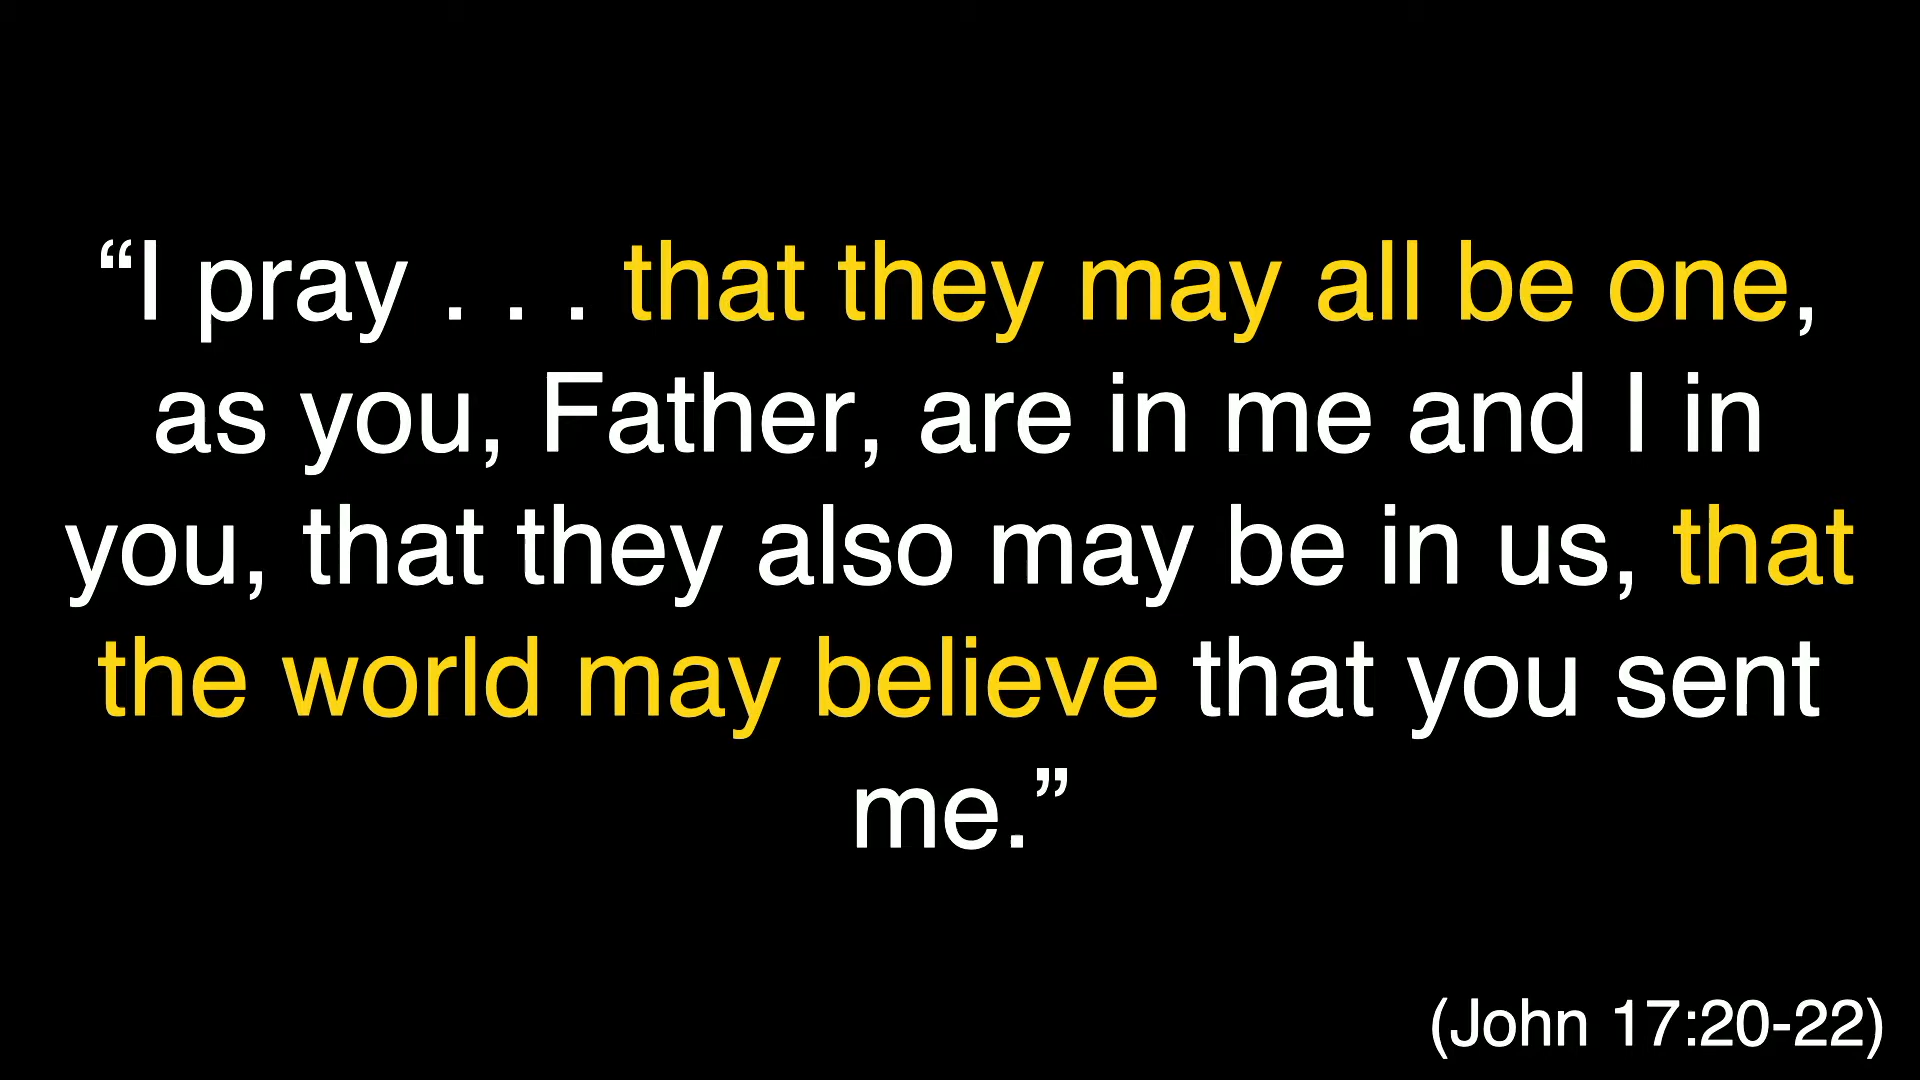 “I pray . . . that they may all be one,
as you, Father, are in me and I in
you, that they also may be in us, that
the world may believe that you sent
me.”
(John 17:20-22)